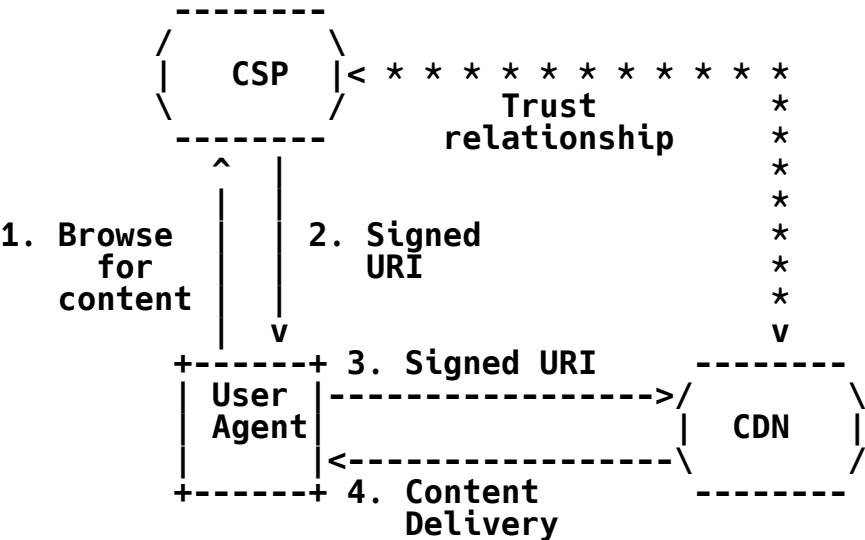 CSP
Trust
relationship
1. Browse
for
content
2. Signed
URI
3. Signed URI
User
Agent
CDN
4. Content
Delivery